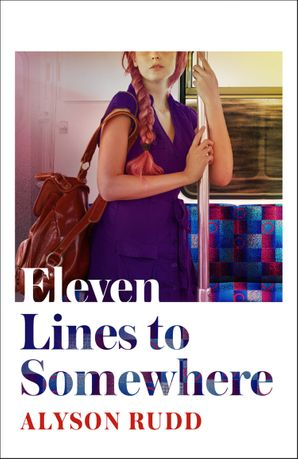 Eleven
Lines to
Somewhere
ALYSON RUDD